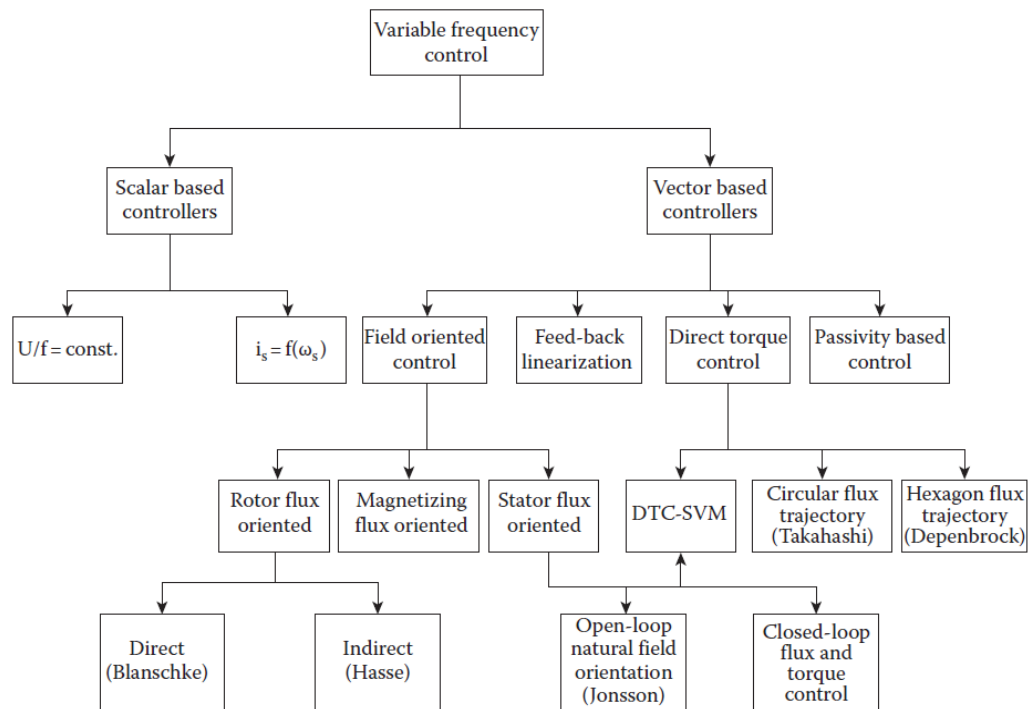 Variable frequency
control
Scalar based
controllers
Vector based
controllers
U/f = const.
i_s = f(ω_s)
Field oriented
control
Feed-back
linearization
Direct torque
control
Passivity based
control
Rotor flux
oriented
Magnetizing
flux oriented
Stator flux
oriented
DTC-SVM
Circular flux
trajectory
(Takahashi)
Hexagon flux
trajectory
(Depenbrock)
Direct
(Blanschke)
Indirect
(Hasse)
Open-loop
natural field
orientation
(Jonsson)
Closed-loop
flux and
torque
control